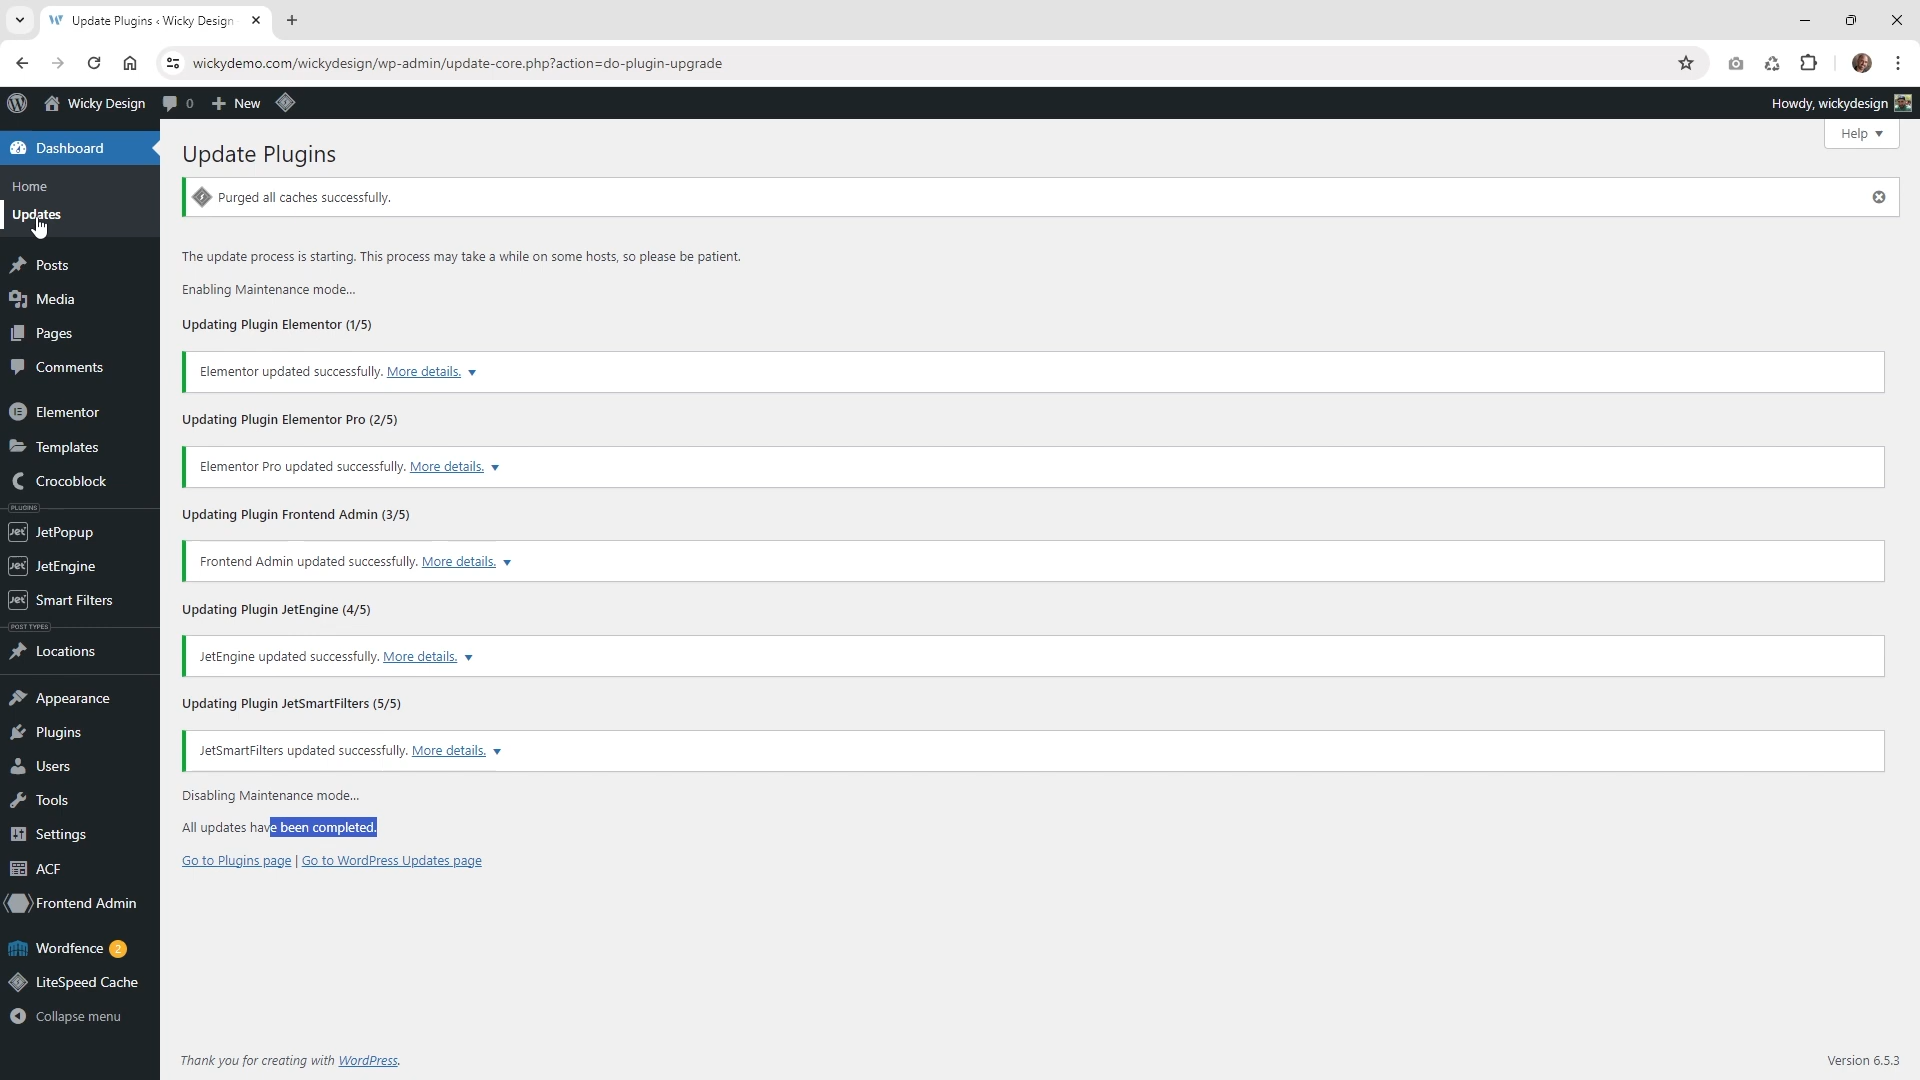 Update Plugins ‹ Wicky Design
wickydemo.com/wickydesign/wp-admin/update-core.php?action=do-plugin-upgrade
Wicky Design
0
New
Howdy, wickydesign
Help
Dashboard
Home
Updates
Posts
Media
Pages
Comments
Elementor
Templates
Crocoblock
PLUGINS
JetPopup
JetEngine
Smart Filters
POST TYPES
Locations
Appearance
Plugins
Users
Tools
Settings
ACF
Frontend Admin
Wordfence 2
LiteSpeed Cache
Collapse menu
Update Plugins
Purged all caches successfully.
The update process is starting. This process may take a while on some hosts, so please be patient.
Enabling Maintenance mode…
Updating Plugin Elementor (1/5)
Elementor updated successfully. More details.
Updating Plugin Elementor Pro (2/5)
Elementor Pro updated successfully. More details.
Updating Plugin Frontend Admin (3/5)
Frontend Admin updated successfully. More details.
Updating Plugin JetEngine (4/5)
JetEngine updated successfully. More details.
Updating Plugin JetSmartFilters (5/5)
JetSmartFilters updated successfully. More details.
Disabling Maintenance mode…
All updates have been completed.
Go to Plugins page | Go to WordPress Updates page
Thank you for creating with WordPress.
Version 6.5.3